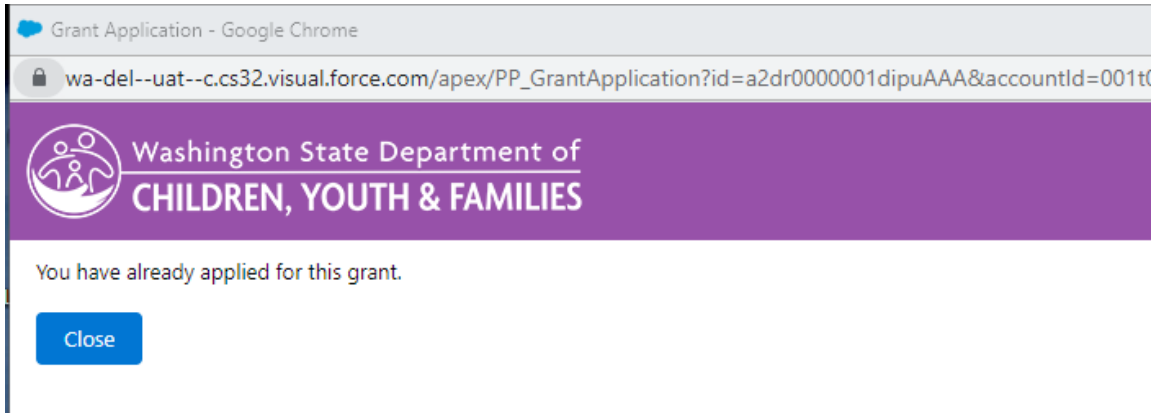 Grant Application - Google Chrome
wa-del--uat--c.cs32.visual.force.com/apex/PP_GrantApplication?id=a2dr0000001dipuAAA&accountId=001t
Washington State Department of
CHILDREN, YOUTH & FAMILIES
You have already applied for this grant.
Close